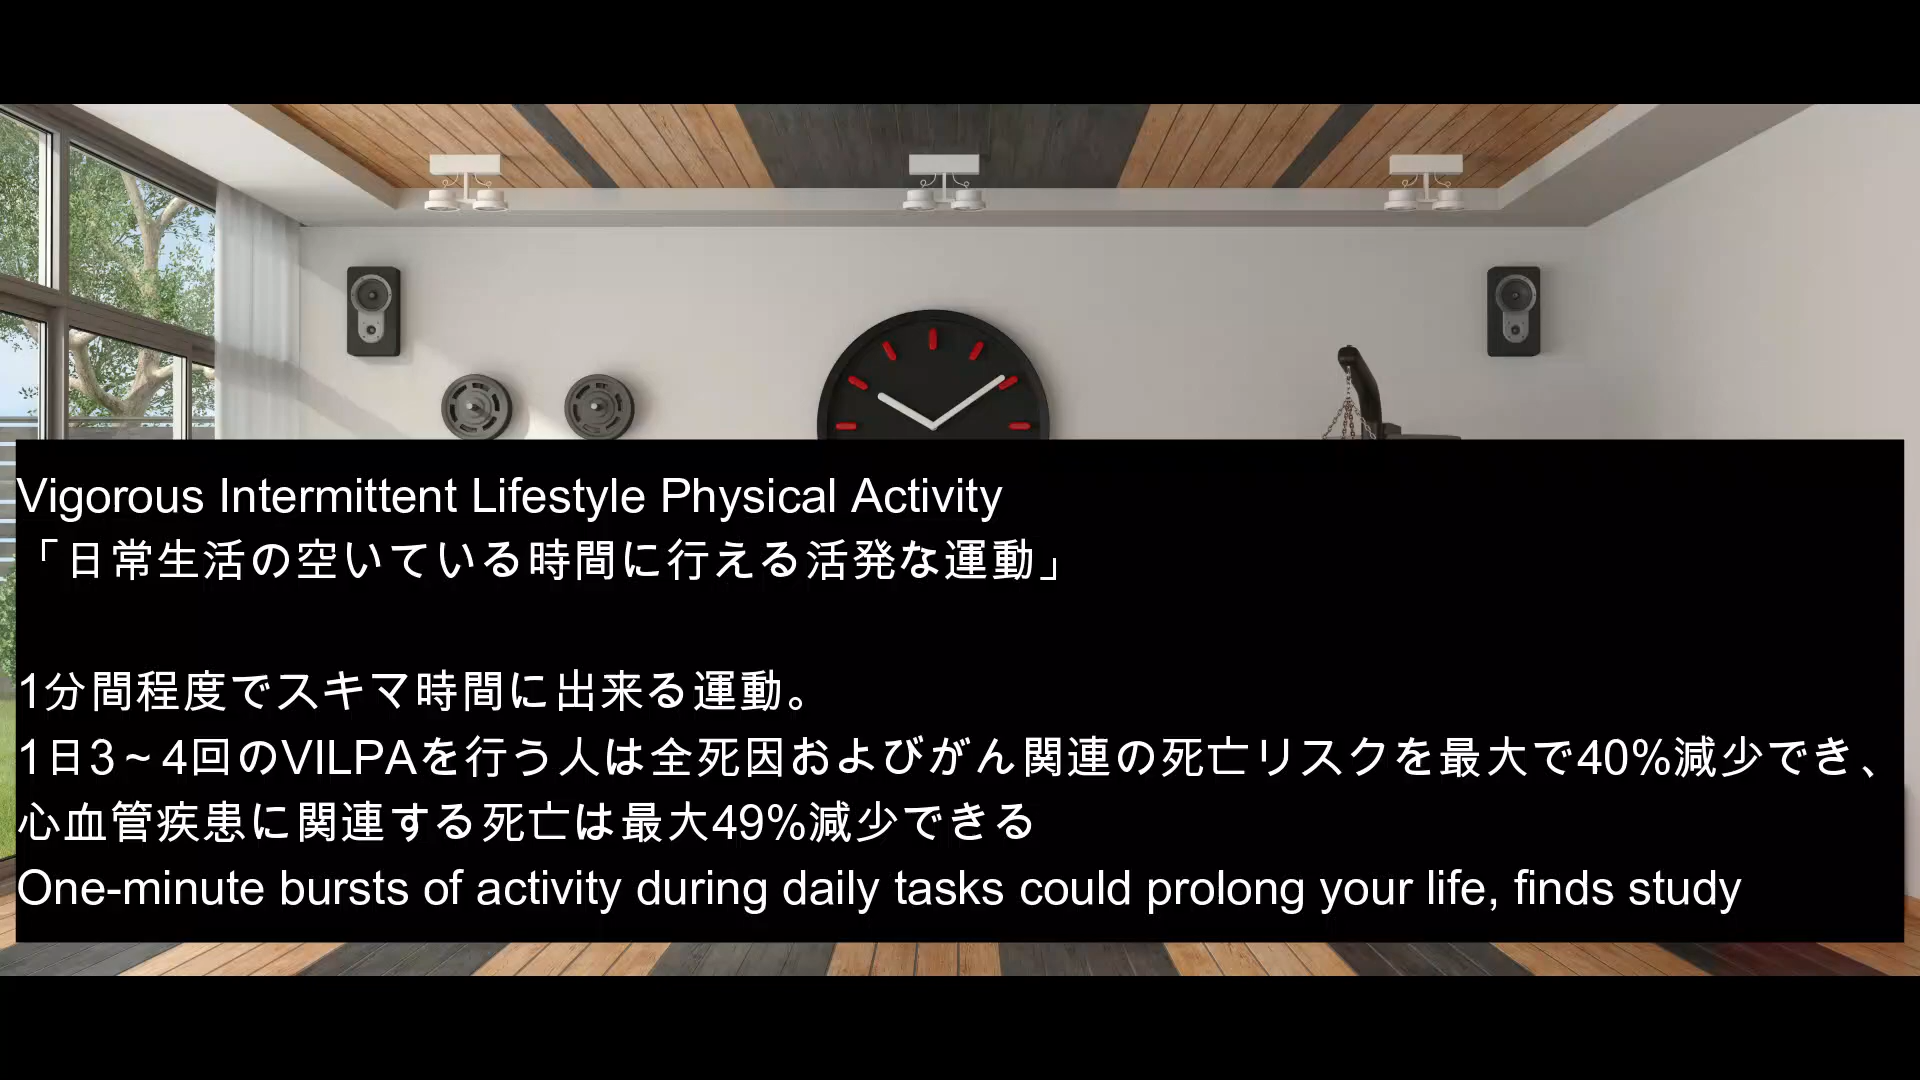 Vigorous Intermittent Lifestyle Physical Activity
「日常生活の空いている時間に行える活発な運動」
1分間程度でスキマ時間に出来る運動。
1日3～4回のVILPAを行う人は全死因およびがん関連の死亡リスクを最大で40%減少でき、
心血管疾患に関連する死亡は最大49%減少できる
One-minute bursts of activity during daily tasks could prolong your life, finds study